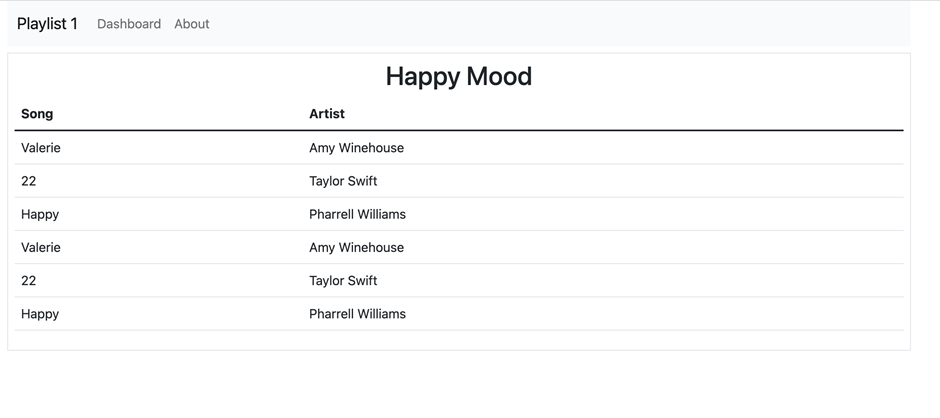 Playlist 1 Dashboard About
Happy Mood
Song Artist
Valerie Amy Winehouse
22 Taylor Swift
Happy Pharrell Williams
Valerie Amy Winehouse
22 Taylor Swift
Happy Pharrell Williams